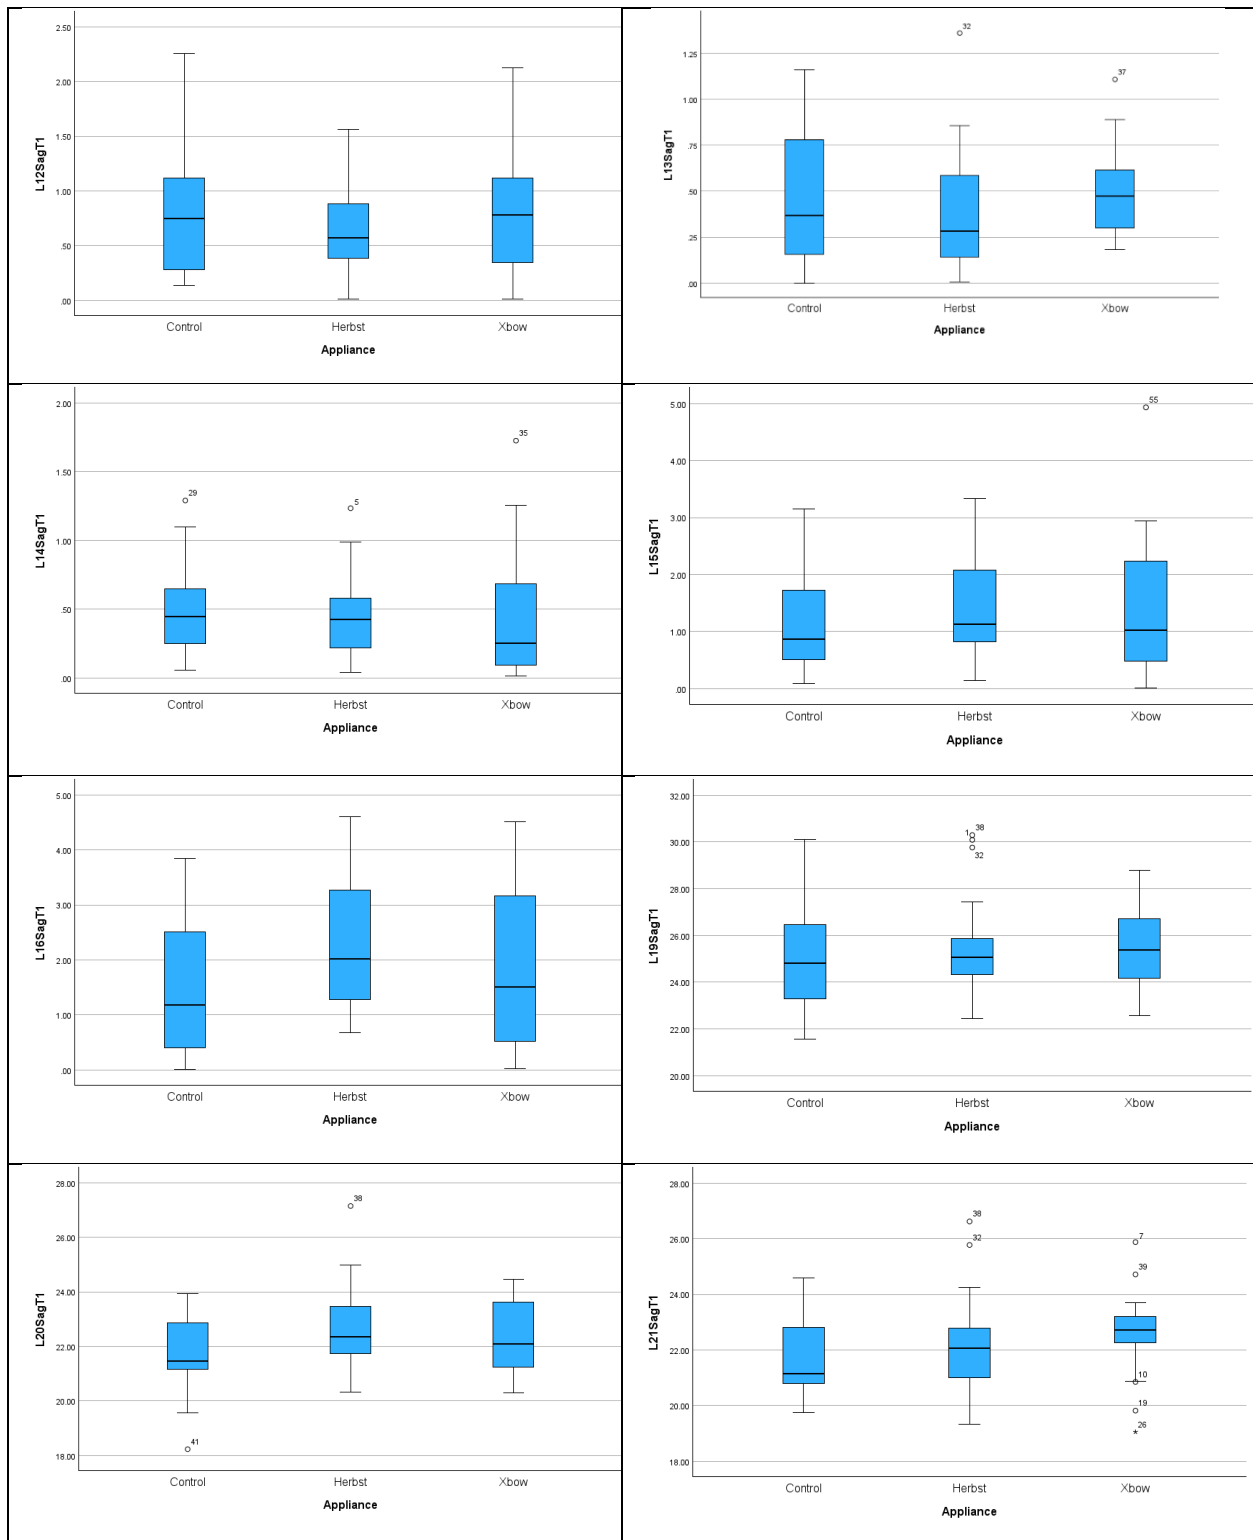 2.50
2.00
1.50
1.00
.50
.00
L12SagT1
Control Herbst Xbow
Appliance
1.25
1.00
.75
.50
.25
.00
L13SagT1
32
37
Control Herbst Xbow
Appliance
2.00
1.50
1.00
.50
.00
L14SagT1
29
5
35
Control Herbst Xbow
Appliance
5.00
4.00
3.00
2.00
1.00
.00
L15SagT1
55
Control Herbst Xbow
Appliance
5.00
4.00
3.00
2.00
1.00
.00
L16SagT1
Control Herbst Xbow
Appliance
32.00
30.00
28.00
26.00
24.00
22.00
20.00
L19SagT1
1
38
32
Control Herbst Xbow
Appliance
28.00
26.00
24.00
22.00
20.00
18.00
L20SagT1
38
41
Control Herbst Xbow
Appliance
28.00
26.00
24.00
22.00
20.00
18.00
L21SagT1
38
32
7
39
10
19
26
Control Herbst Xbow
Appliance